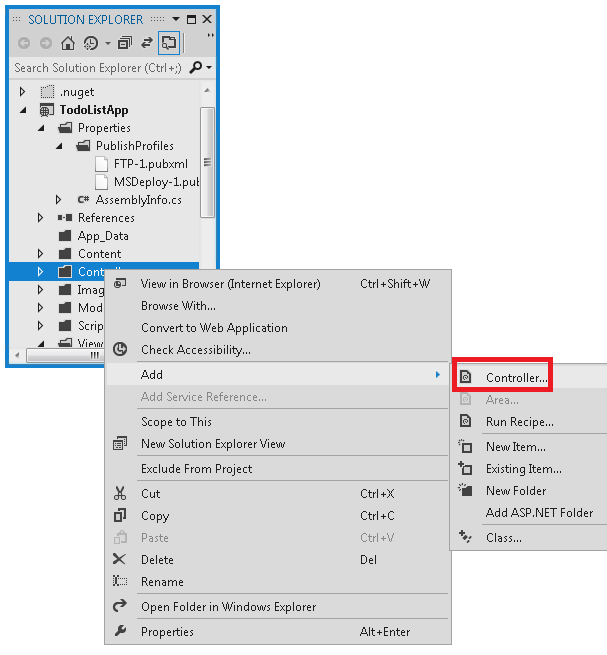 SOLUTION EXPLORER
Search Solution Explorer (Ctrl+;)
.nuget
TodoListApp
Properties
PublishProfiles
FTP-1.pubxml
MSDeploy-1.pub
C# AssemblyInfo.cs
References
App_Data
Content
Contr
Imag
Mod
Scrip
View
View in Browser (Internet Explorer) Ctrl+Shift+W
Browse With...
Convert to Web Application
Check Accessibility...
Add
Add Service Reference...
Scope to This
New Solution Explorer View
Exclude From Project
Cut Ctrl+X
Copy Ctrl+C
Paste Ctrl+V
Delete Del
Rename
Open Folder in Windows Explorer
Properties Alt+Enter
Controller...
Area...
Run Recipe...
New Item...
Existing Item...
New Folder
Add ASP.NET Folder
Class...